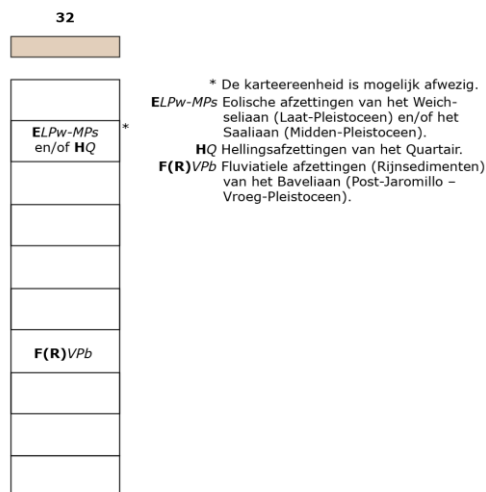 32
* De karteereenheid is mogelijk afwezig.
ELPw-MPs Eolische afzettingen van het Weich-
seliaan (Laat-Pleistoceen) en/of het
Saaliaan (Midden-Pleistoceen).
HQ Hellingsafzettingen van het Quartair.
F(R)VPb Fluviatiele afzettingen (Rijnsedimenten)
van het Baveliaan (Post-Jaromillo –
Vroeg-Pleistoceen).
ELPw-MPs *
en/of HQ
F(R)VPb